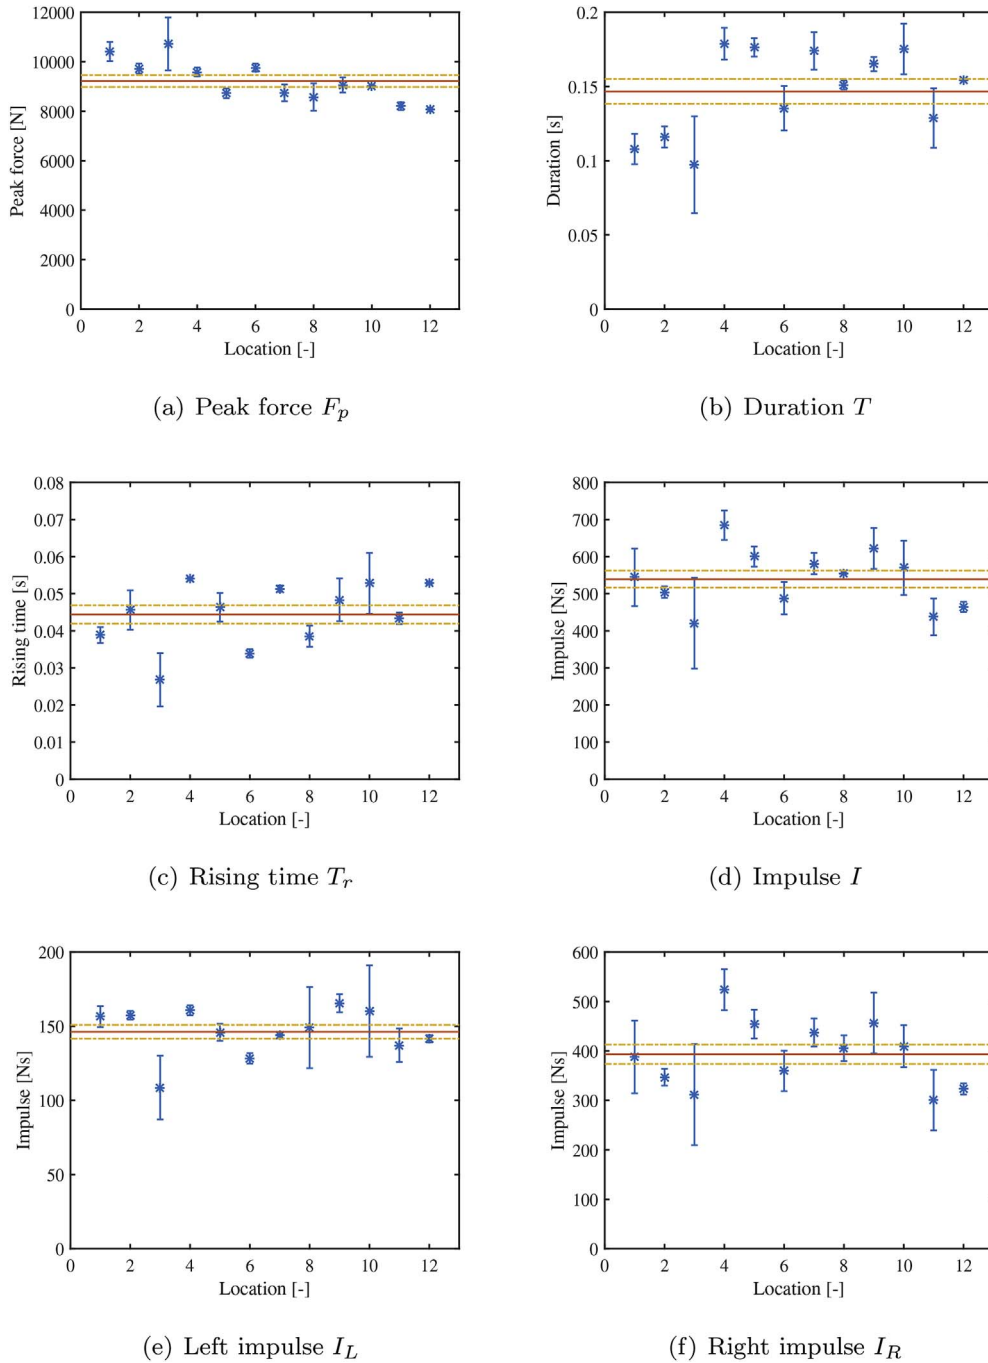 12000
10000
8000
6000
4000
2000
0
Peak force [N]
0 2 4 6 8 10 12
Location [-]
(a) Peak force F_p
0.2
0.15
0.1
0.05
0
Duration [s]
0 2 4 6 8 10 12
Location [-]
(b) Duration T
0.08
0.07
0.06
0.05
0.04
0.03
0.02
0.01
0
Rising time [s]
0 2 4 6 8 10 12
Location [-]
(c) Rising time T_r
800
700
600
500
400
300
200
100
0
Impulse [Ns]
0 2 4 6 8 10 12
Location [-]
(d) Impulse I
200
150
100
50
0
Impulse [Ns]
0 2 4 6 8 10 12
Location [-]
(e) Left impulse I_L
600
500
400
300
200
100
0
Impulse [Ns]
0 2 4 6 8 10 12
Location [-]
(f) Right impulse I_R